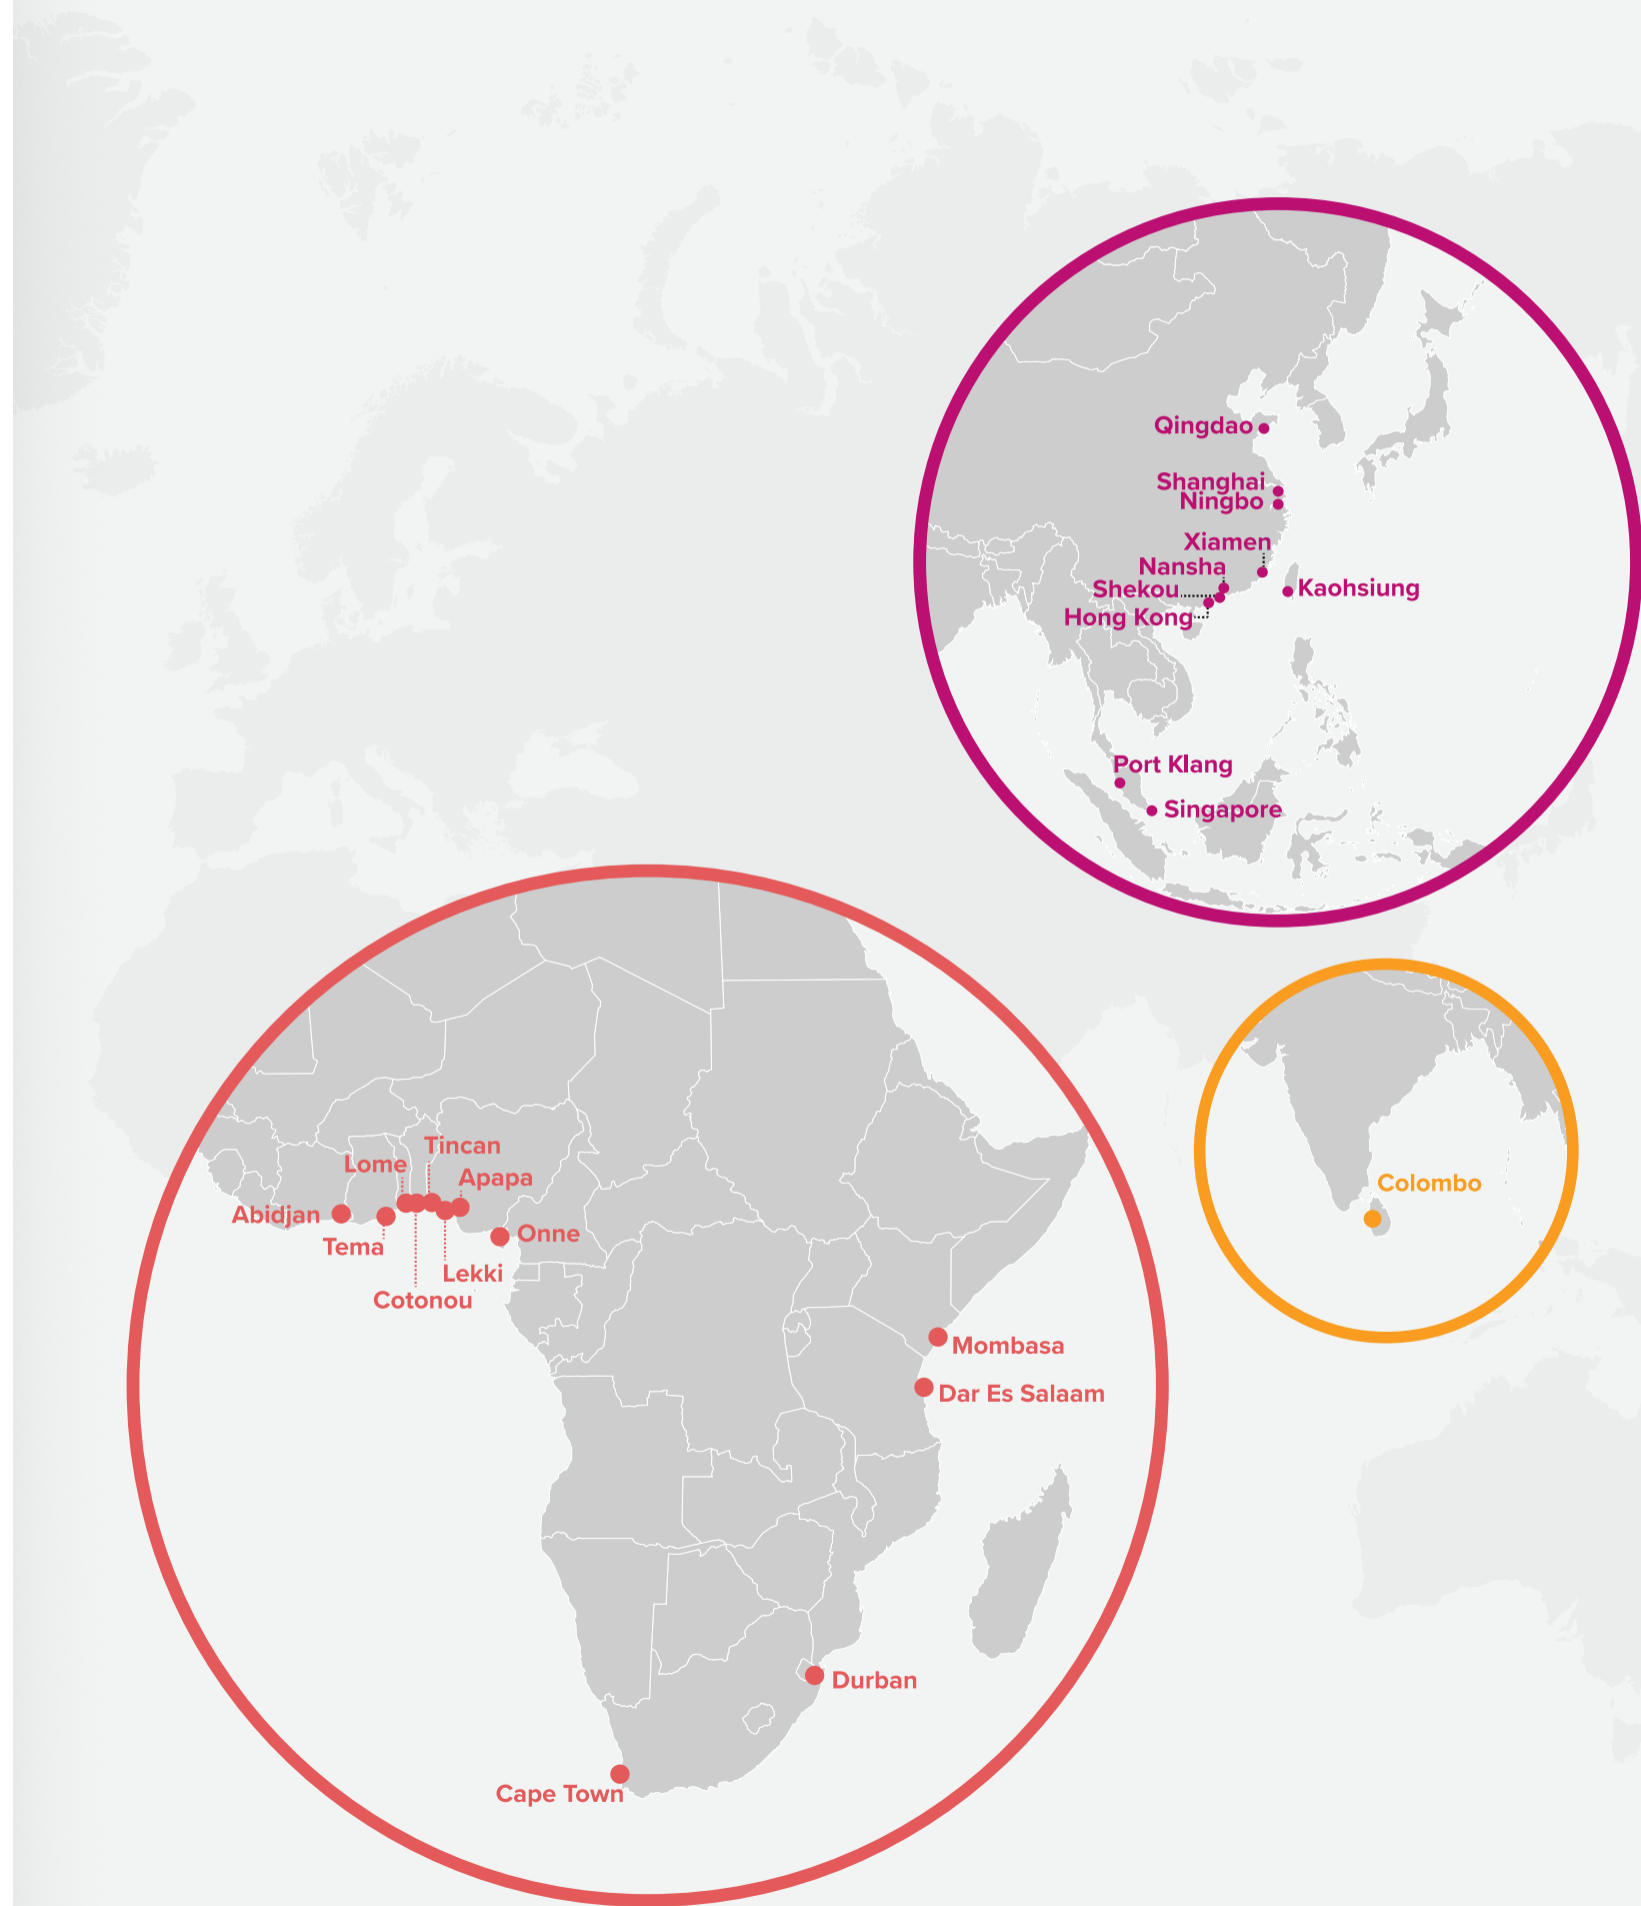 Qingdao
Shanghai
Ningbo
Xiamen
Nansha
Shekou
Kaohsiung
Hong Kong
Port Klang
Singapore
Tincan
Lome
Apapa
Abidjan
Onne
Tema
Lekki
Cotonou
Colombo
Mombasa
Dar Es Salaam
Durban
Cape Town